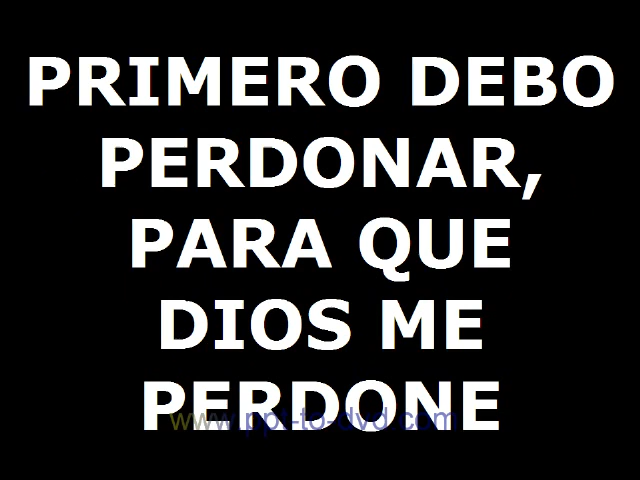 PRIMERO DEBO
PERDONAR,
PARA QUE
DIOS ME
PERDONE
www.ppt-to-dvd.com